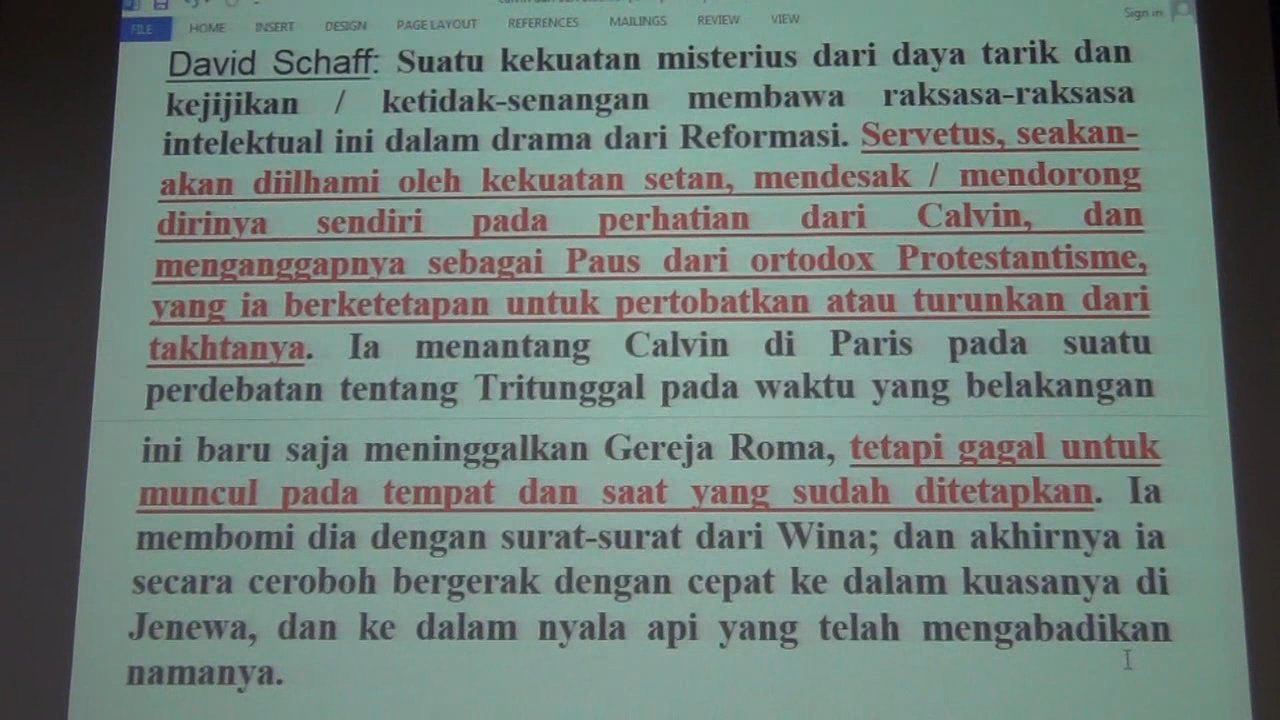 FILE HOME INSERT DESIGN PAGE LAYOUT REFERENCES MAILINGS REVIEW VIEW Sign in
David Schaff: Suatu kekuatan misterius dari daya tarik dan
kejijikan / ketidak-senangan membawa raksasa-raksasa
intelektual ini dalam drama dari Reformasi. Servetus, seakan-
akan diilhami oleh kekuatan setan, mendesak / mendorong
dirinya sendiri pada perhatian dari Calvin, dan
menganggapnya sebagai Paus dari ortodox Protestantisme,
yang ia berketetapan untuk pertobatkan atau turunkan dari
takhtanya. Ia menantang Calvin di Paris pada suatu
perdebatan tentang Tritunggal pada waktu yang belakangan
ini baru saja meninggalkan Gereja Roma, tetapi gagal untuk
muncul pada tempat dan saat yang sudah ditetapkan. Ia
membomi dia dengan surat-surat dari Wina; dan akhirnya ia
secara ceroboh bergerak dengan cepat ke dalam kuasanya di
Jenewa, dan ke dalam nyala api yang telah mengabadikan
namanya.